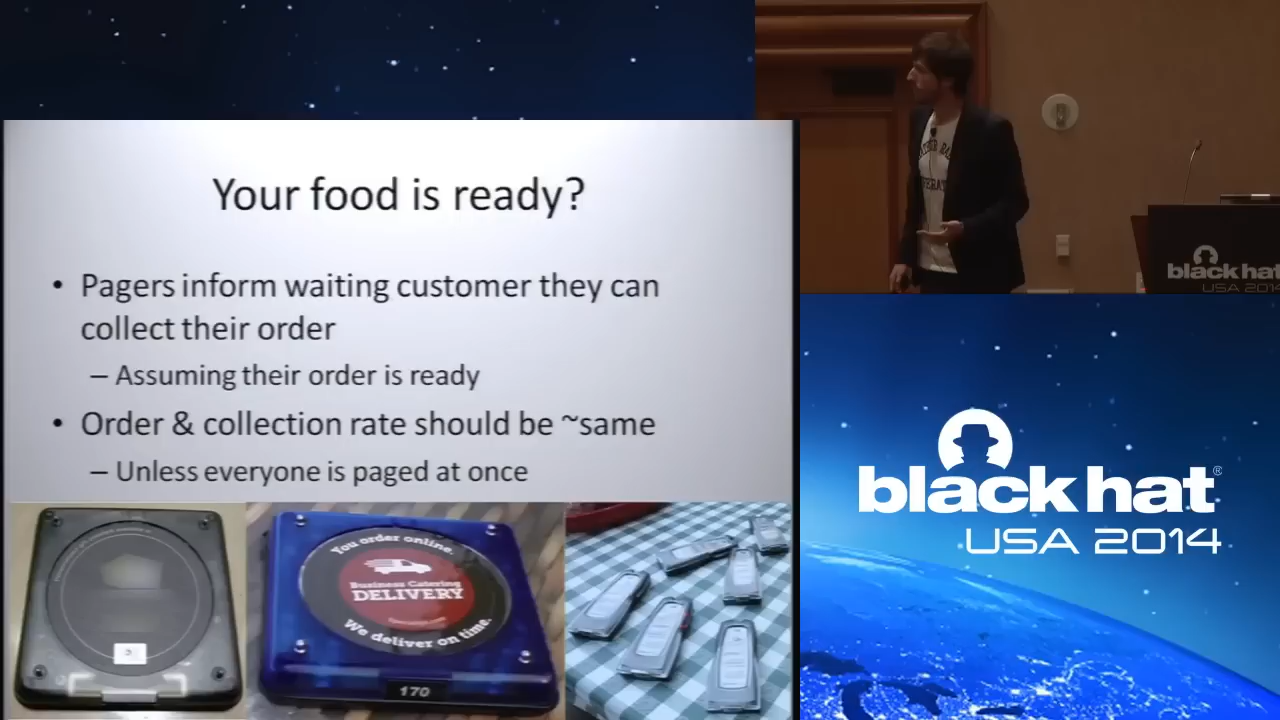 Your food is ready?
• Pagers inform waiting customer they can
collect their order
– Assuming their order is ready
• Order & collection rate should be ~same
– Unless everyone is paged at once
You order online.
Business Catering
DELIVERY
We deliver on time.
170
black hat
USA 2014
black hat®
USA 2014